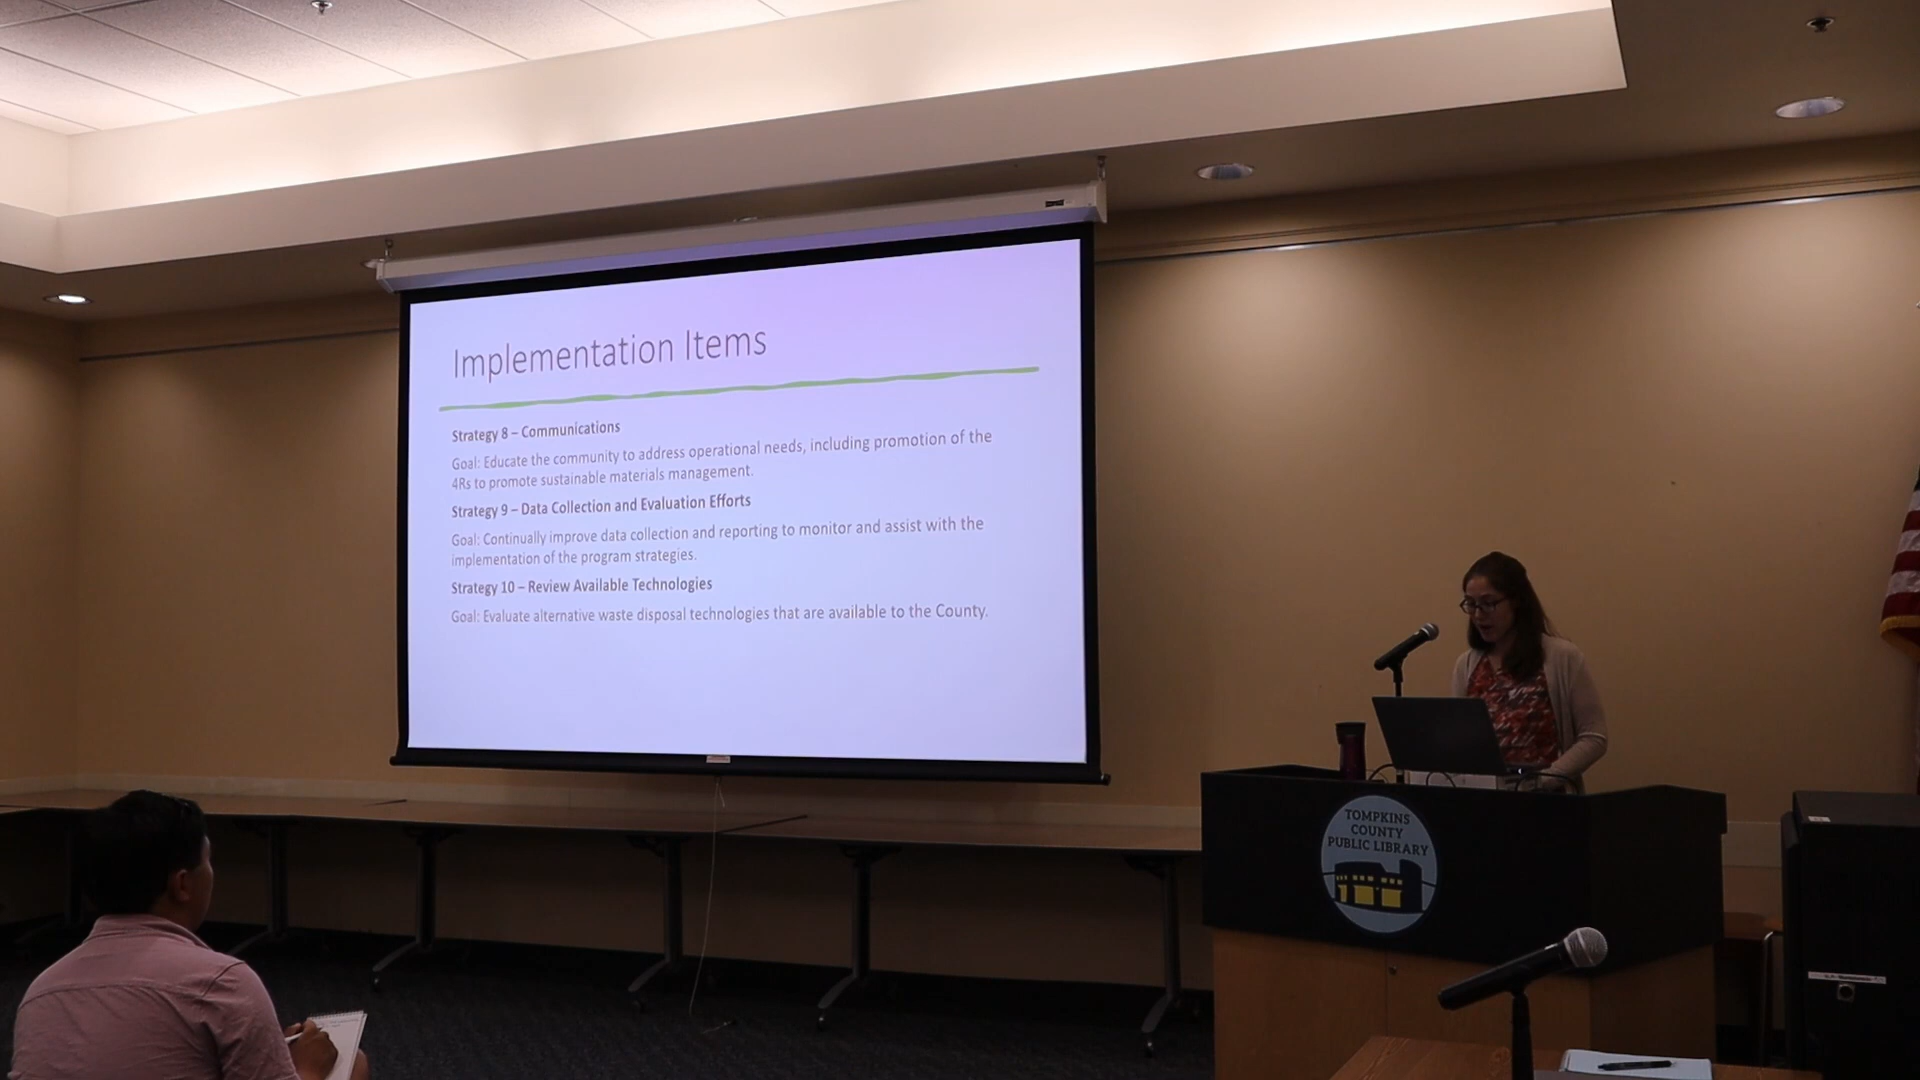 Implementation Items
Strategy 8 – Communications
Goal: Educate the community to address operational needs, including promotion of the
4Rs to promote sustainable materials management.
Strategy 9 – Data Collection and Evaluation Efforts
Goal: Continually improve data collection and reporting to monitor and assist with the
implementation of the program strategies.
Strategy 10 – Review Available Technologies
Goal: Evaluate alternative waste disposal technologies that are available to the County.
TOMPKINS
COUNTY
PUBLIC LIBRARY